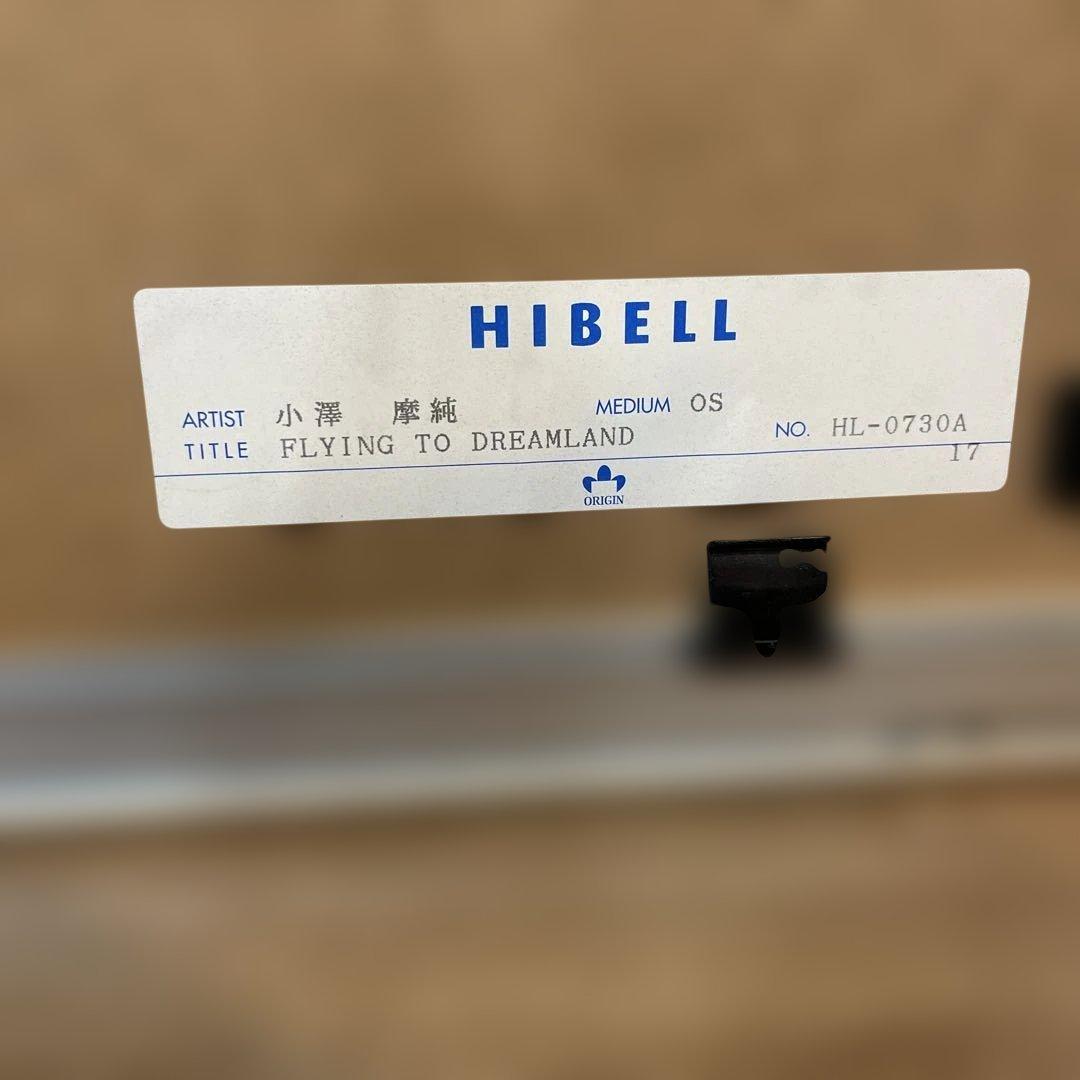 HIBELL
ARTIST 小澤 摩純 MEDIUM OS
TITLE FLYING TO DREAMLAND NO. HL-0730A
17
ORIGIN